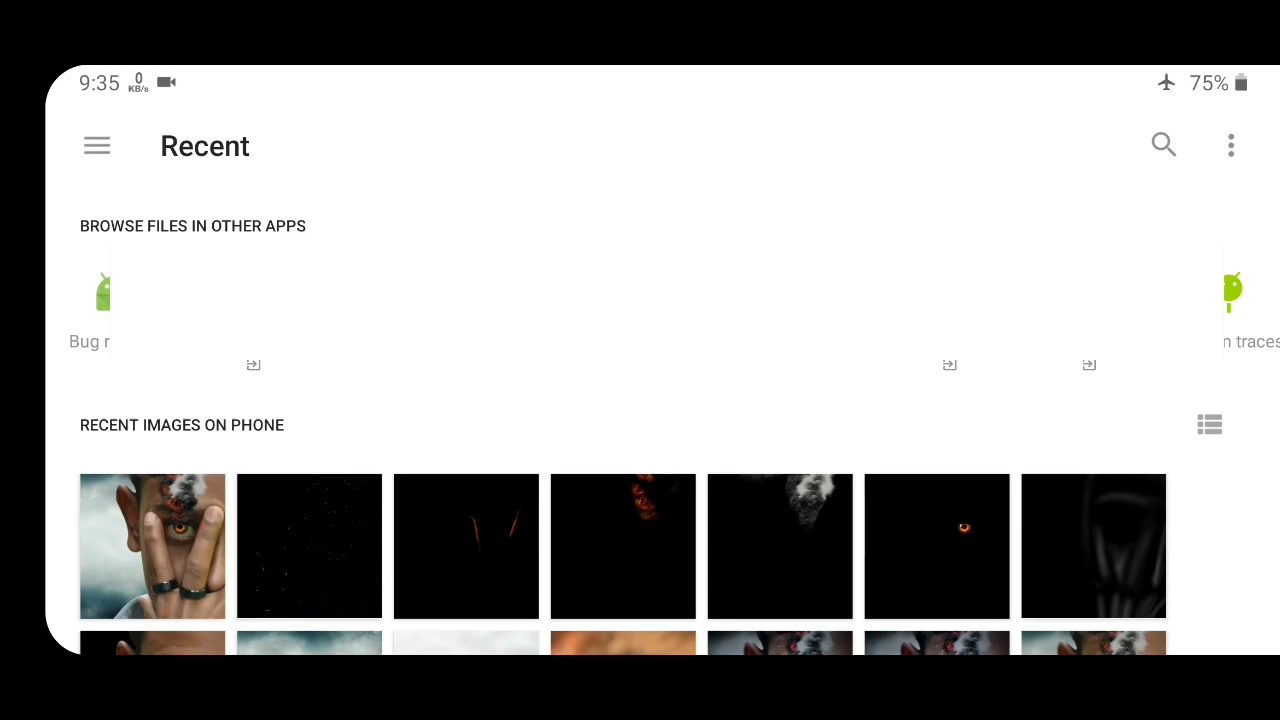 9:35 0 KB/s 75%
Recent
BROWSE FILES IN OTHER APPS
Bug r
traces
RECENT IMAGES ON PHONE